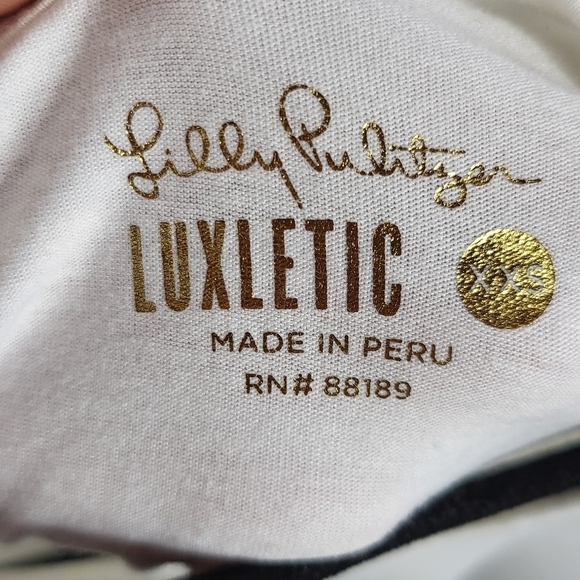 Lilly Pulitzer
LUXLETIC XXS
MADE IN PERU
RN# 88189